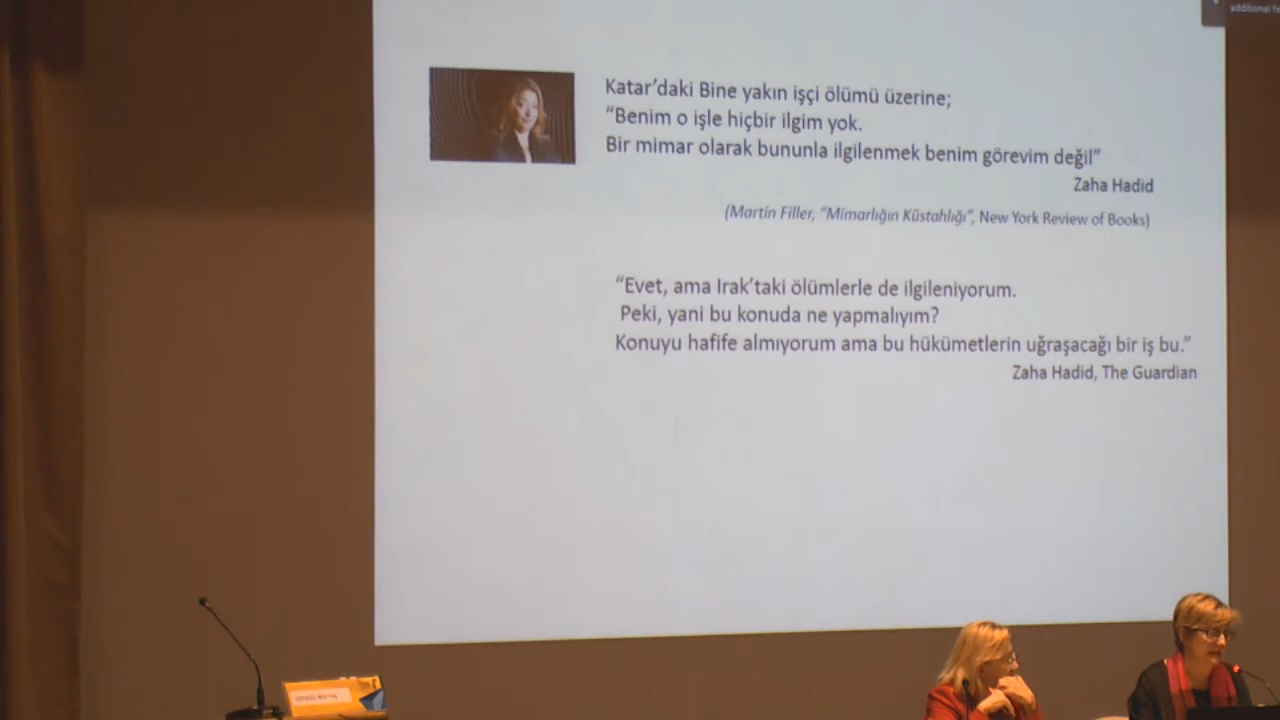 additional fe
Katar’daki Bine yakın işçi ölümü üzerine;
“Benim o işle hiçbir ilgim yok.
Bir mimar olarak bununla ilgilenmek benim görevim değil”
Zaha Hadid
(Martin Filler, “Mimarlığın Küstahlığı”, New York Review of Books)
“Evet, ama Irak’taki ölümlerle de ilgileniyorum.
Peki, yani bu konuda ne yapmalıyım?
Konuyu hafife almıyorum ama bu hükümetlerin uğraşacağı bir iş bu.”
Zaha Hadid, The Guardian